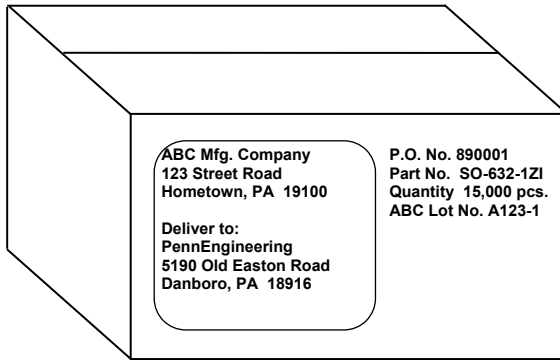 ABC Mfg. Company
123 Street Road
Hometown, PA 19100
Deliver to:
PennEngineering
5190 Old Easton Road
Danboro, PA 18916
P.O. No. 890001
Part No. SO-632-1ZI
Quantity 15,000 pcs.
ABC Lot No. A123-1